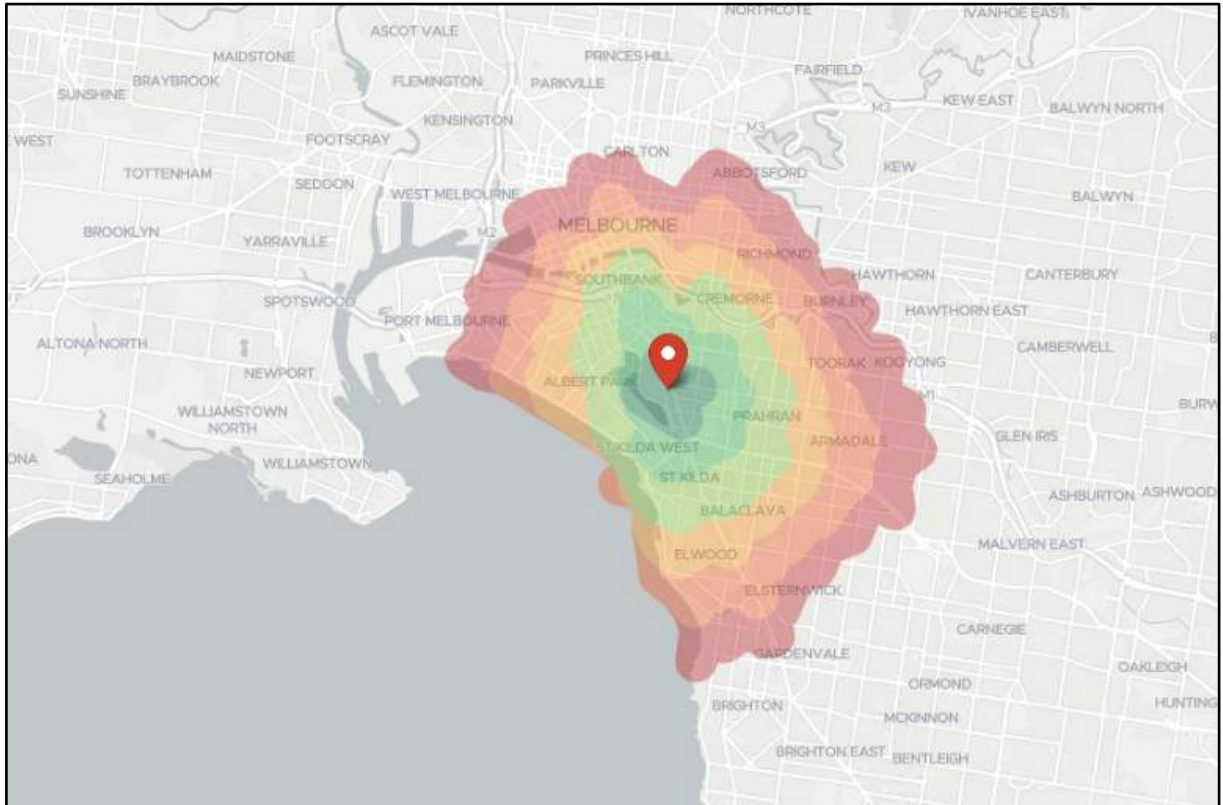 NORTHCOTE
IVANHOE EAST
ASCOT VALE
MAIDSTONE
PRINCES HILL
BRAYBROOK
FLEMINGTON
PARKVILLE
FAIRFIELD
SUNSHINE
KEW EAST
M3
BALWYN NORTH
KENSINGTON
M3
FOOTSCRAY
E WEST
CARLTON
KEW
TOTTENHAM
ABBOTSFORD
SEDDON
WEST MELBOURNE
BALWYN
MELBOURNE
BROOKLYN
M2
YARRAVILLE
RICHMOND
HAWTHORN
CANTERBURY
SOUTHBANK
SPOTSWOOD
CREMORNE
BURNLEY
HAWTHORN EAST
PORT MELBOURNE
ALTONA NORTH
CAMBERWELL
TOORAK
KOOYONG
NEWPORT
ALBERT PARK
M1
BURW
WILLIAMSTOWN
NORTH
PRAHRAN
GLEN IRIS
ARMADALE
ST KILDA WEST
ONA
WILLIAMSTOWN
SEAHOLME
ST KILDA
ASHBURTON
ASHWOOD
BALACLAVA
MALVERN EAST
ELWOOD
ELSTERNWICK
CARNEGIE
GARDENVALE
OAKLEIGH
ORMOND
HUNTING
BRIGHTON
MCKINNON
BRIGHTON EAST
BENTLEIGH